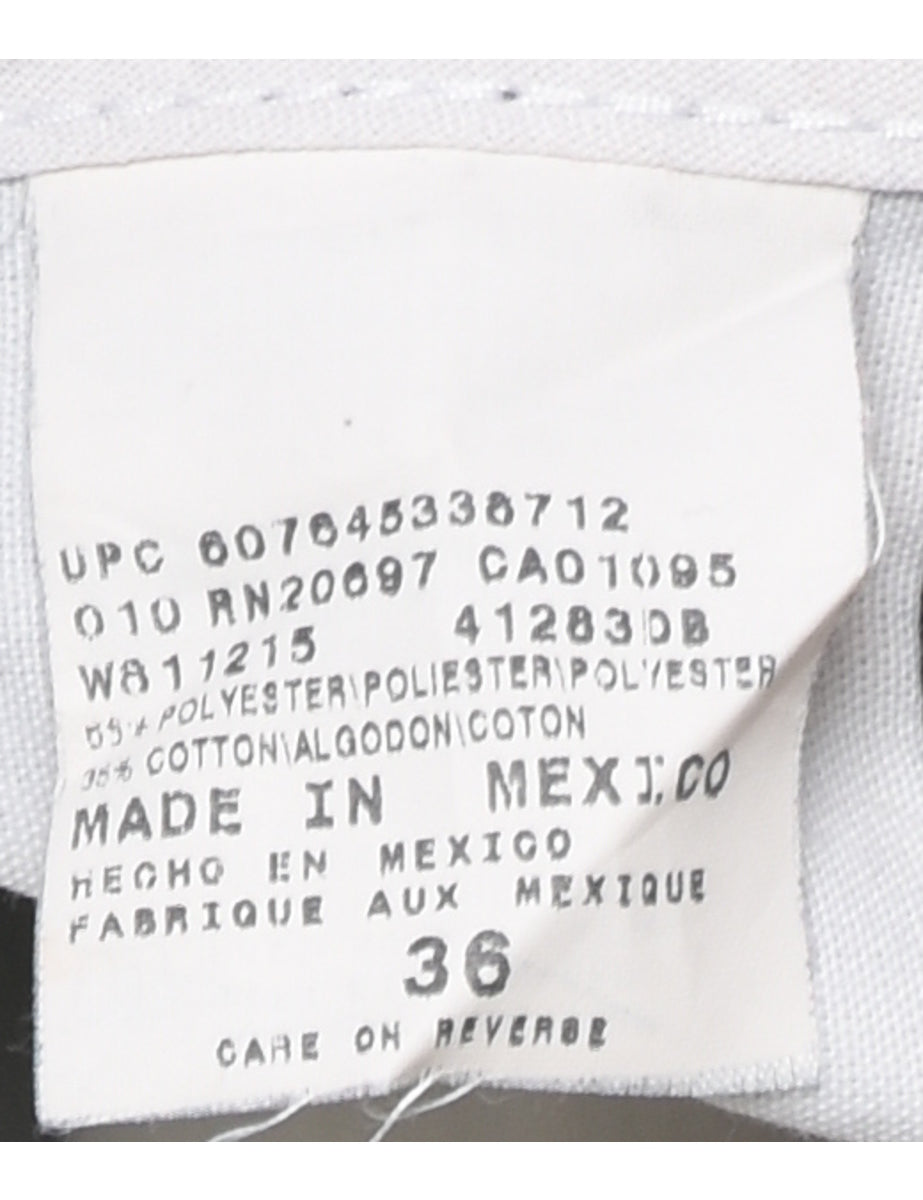 UPC 607645338712
010 RN20697 CA01095
W811215 41283DB
POLYESTER\POLIESTER\POLYESTER
35% COTTON\ALGODON\COTON
MADE IN MEXICO
HECHO EN MEXICO
FABRIQUE AUX MEXIQUE
36
CARE ON REVERSE